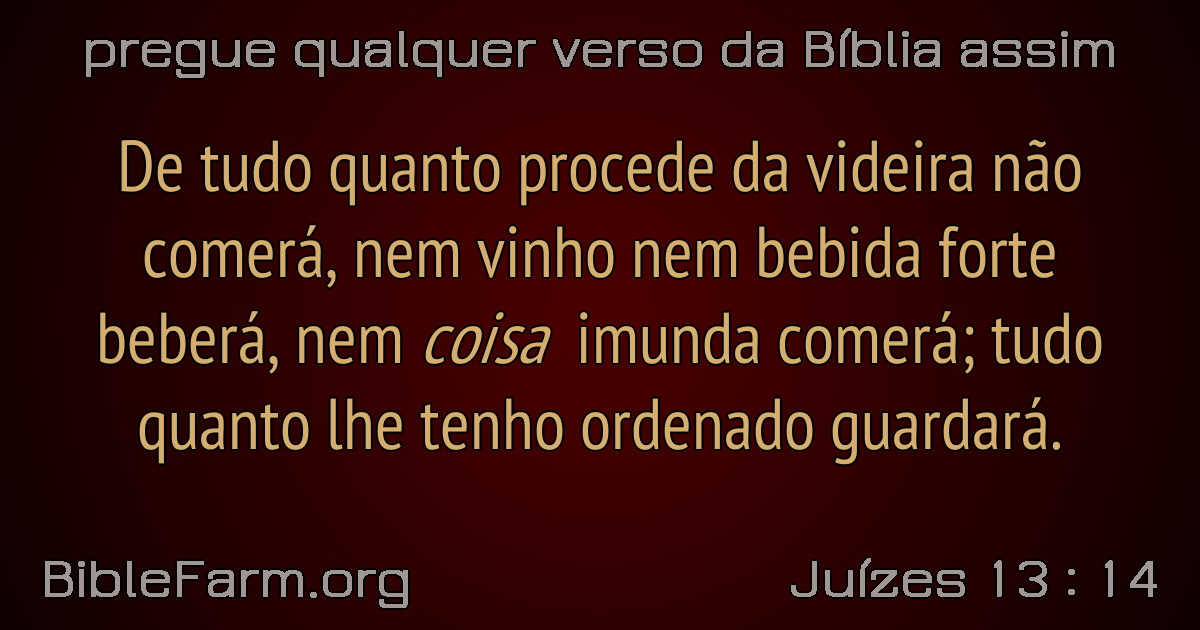 pregue qualquer verso da Bíblia assim
De tudo quanto procede da videira não
comerá, nem vinho nem bebida forte
beberá, nem coisa imunda comerá; tudo
quanto lhe tenho ordenado guardará.
BibleFarm.org
Juízes 13 : 14